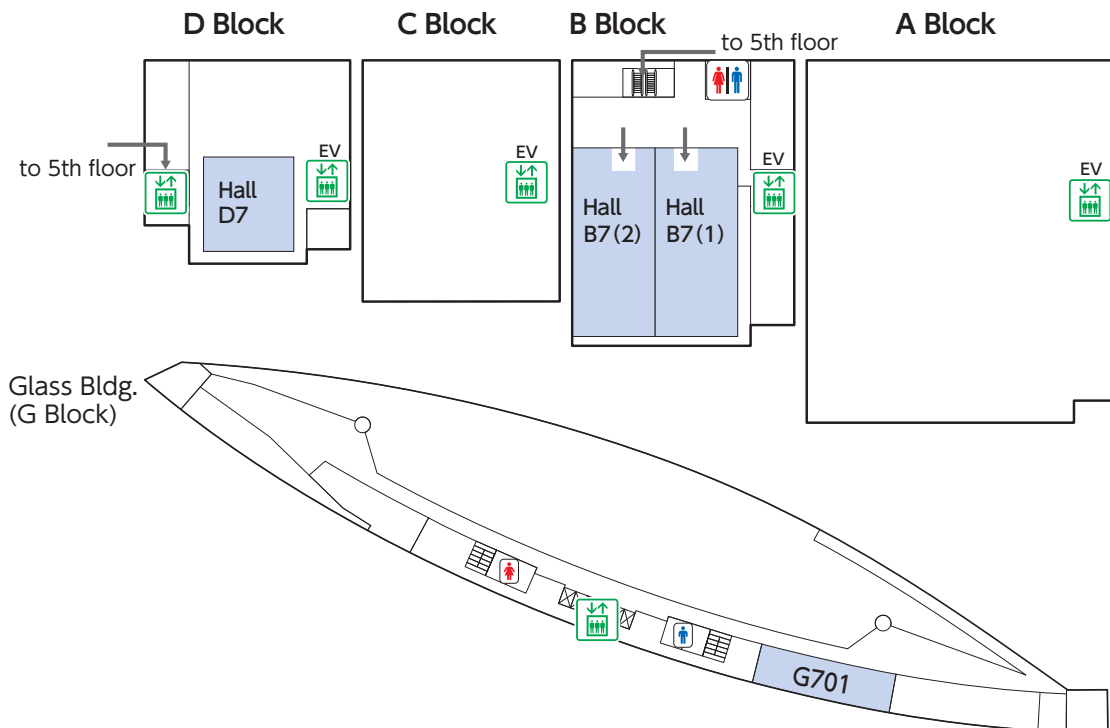 D Block
C Block
B Block
A Block
to 5th floor
to 5th floor
EV
EV
EV
EV
Hall
D7
Hall
B7(2)
Hall
B7(1)
Glass Bldg.
(G Block)
G701